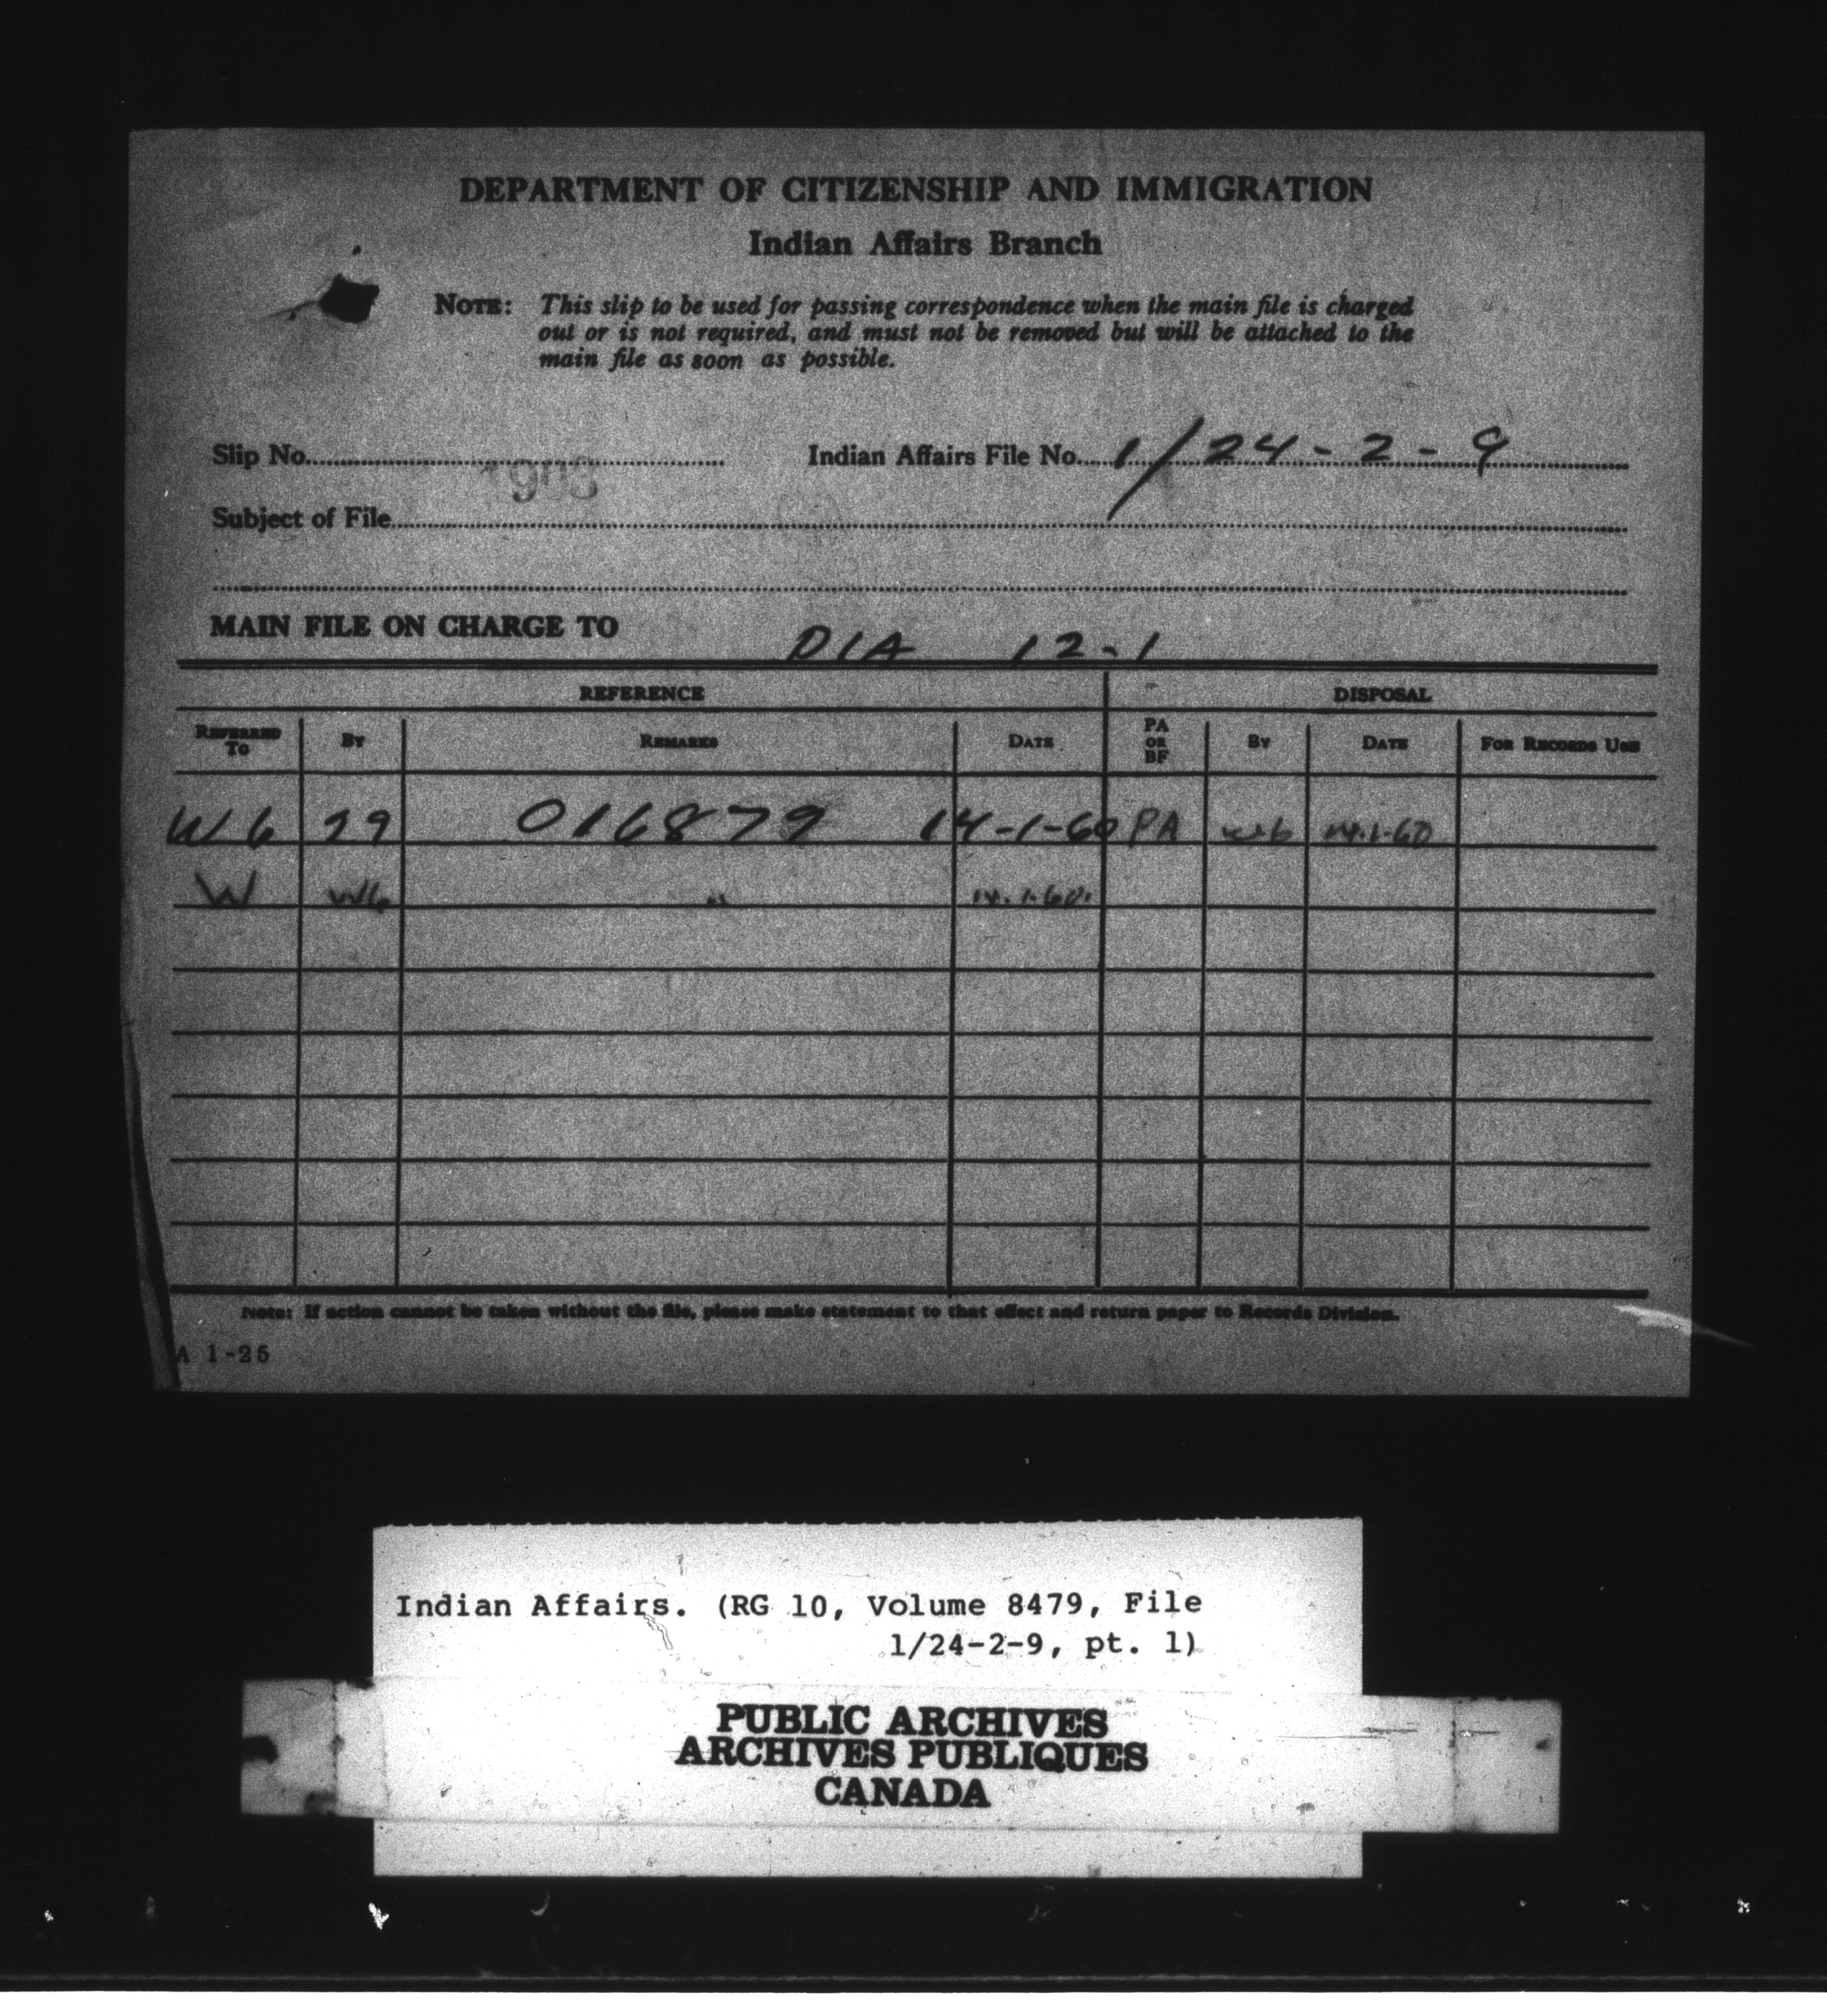 DEPARTMENT OF CITIZENSHIP AND IMMIGRATION
Indian Affairs Branch
NOTE: This slip to be used for passing correspondence when the main file is charged
out or is not required, and must not be removed but will be attached to the
main file as soon as possible.
Slip No. Indian Affairs File No. 1/24-2-9
Subject of File
MAIN FILE ON CHARGE TO DIA 12-1
REFERENCE DISPOSAL
REFERRED TO BY REMARKS DATE PA OR BF BY DATE FOR RECORDS USE
W6 29 016879 14-1-60 PA W6 14.1.60
W W6 " 14.1.60.
Note: If action cannot be taken without the file, please make statement to that effect and return paper to Records Division.
A 1-25
Indian Affairs. (RG 10, Volume 8479, File
1/24-2-9, pt. 1)
PUBLIC ARCHIVES
ARCHIVES PUBLIQUES
CANADA